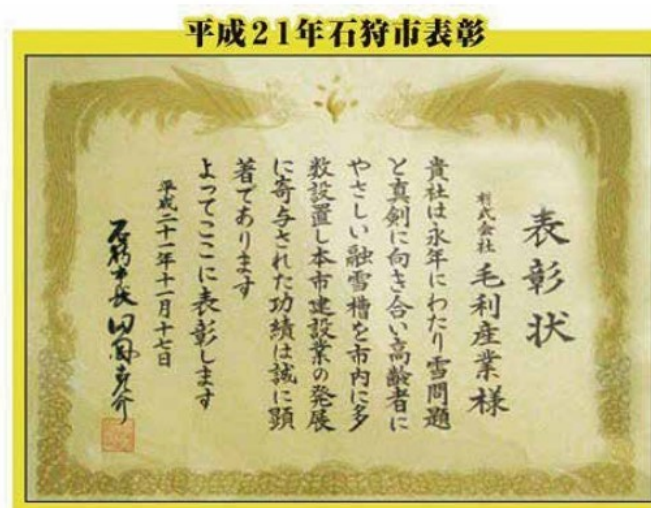 平成21年石狩市表彰
表彰状
株式会社 毛利産業 様
貴社は永年にわたり雪問題
と真剣に向き合い高齢者に
やさしい融雪槽を市内に多
数設置し本市建設業の発展
に寄与された功績は誠に顕
著であります
よってここに表彰します
平成二十一年十一月十七日
石狩市長 田岡克介